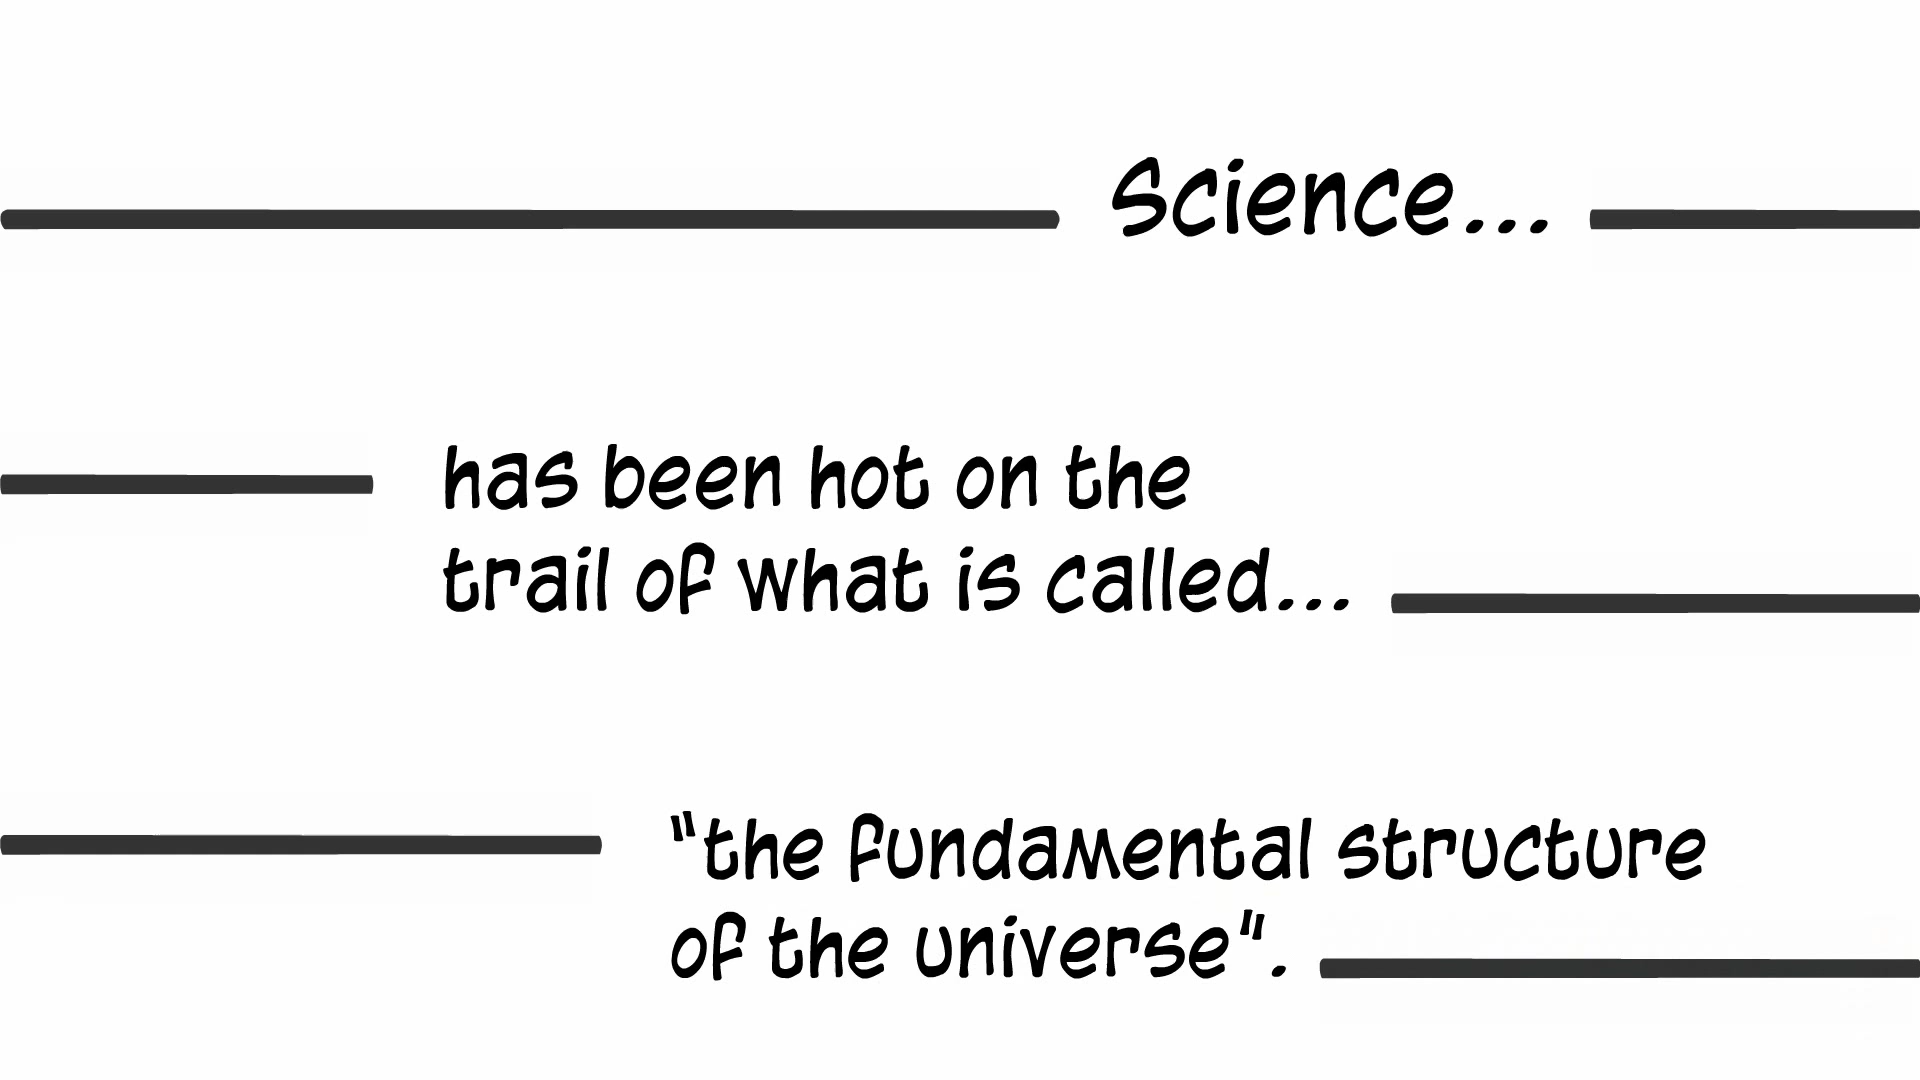 Science...
has been hot on the
trail of what is called...
"the fundamental structure
of the universe".